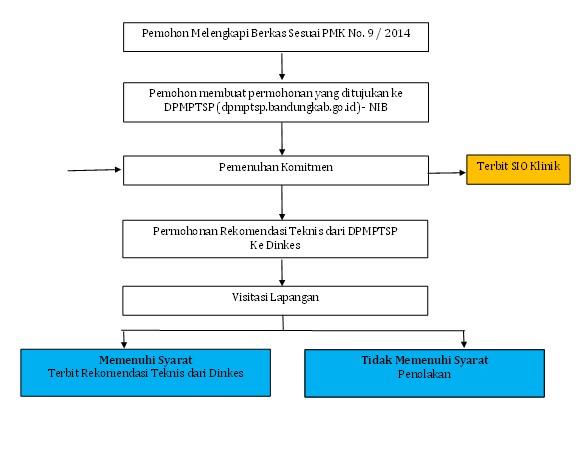 Pemohon Melengkapi Berkas Sesuai PMK No. 9 / 2014
Pemohon membuat permohonan yang ditujukan ke
DPMPTSP (dpmptsp.bandungkab.go.id)- NIB
Pemenuhan Komitmen
Terbit SIO Klinik
Permohonan Rekomendasi Teknis dari DPMPTSP
Ke Dinkes
Visitasi Lapangan
Memenuhi Syarat
Terbit Rekomendasi Teknis dari Dinkes
Tidak Memenuhi Syarat
Penolakan